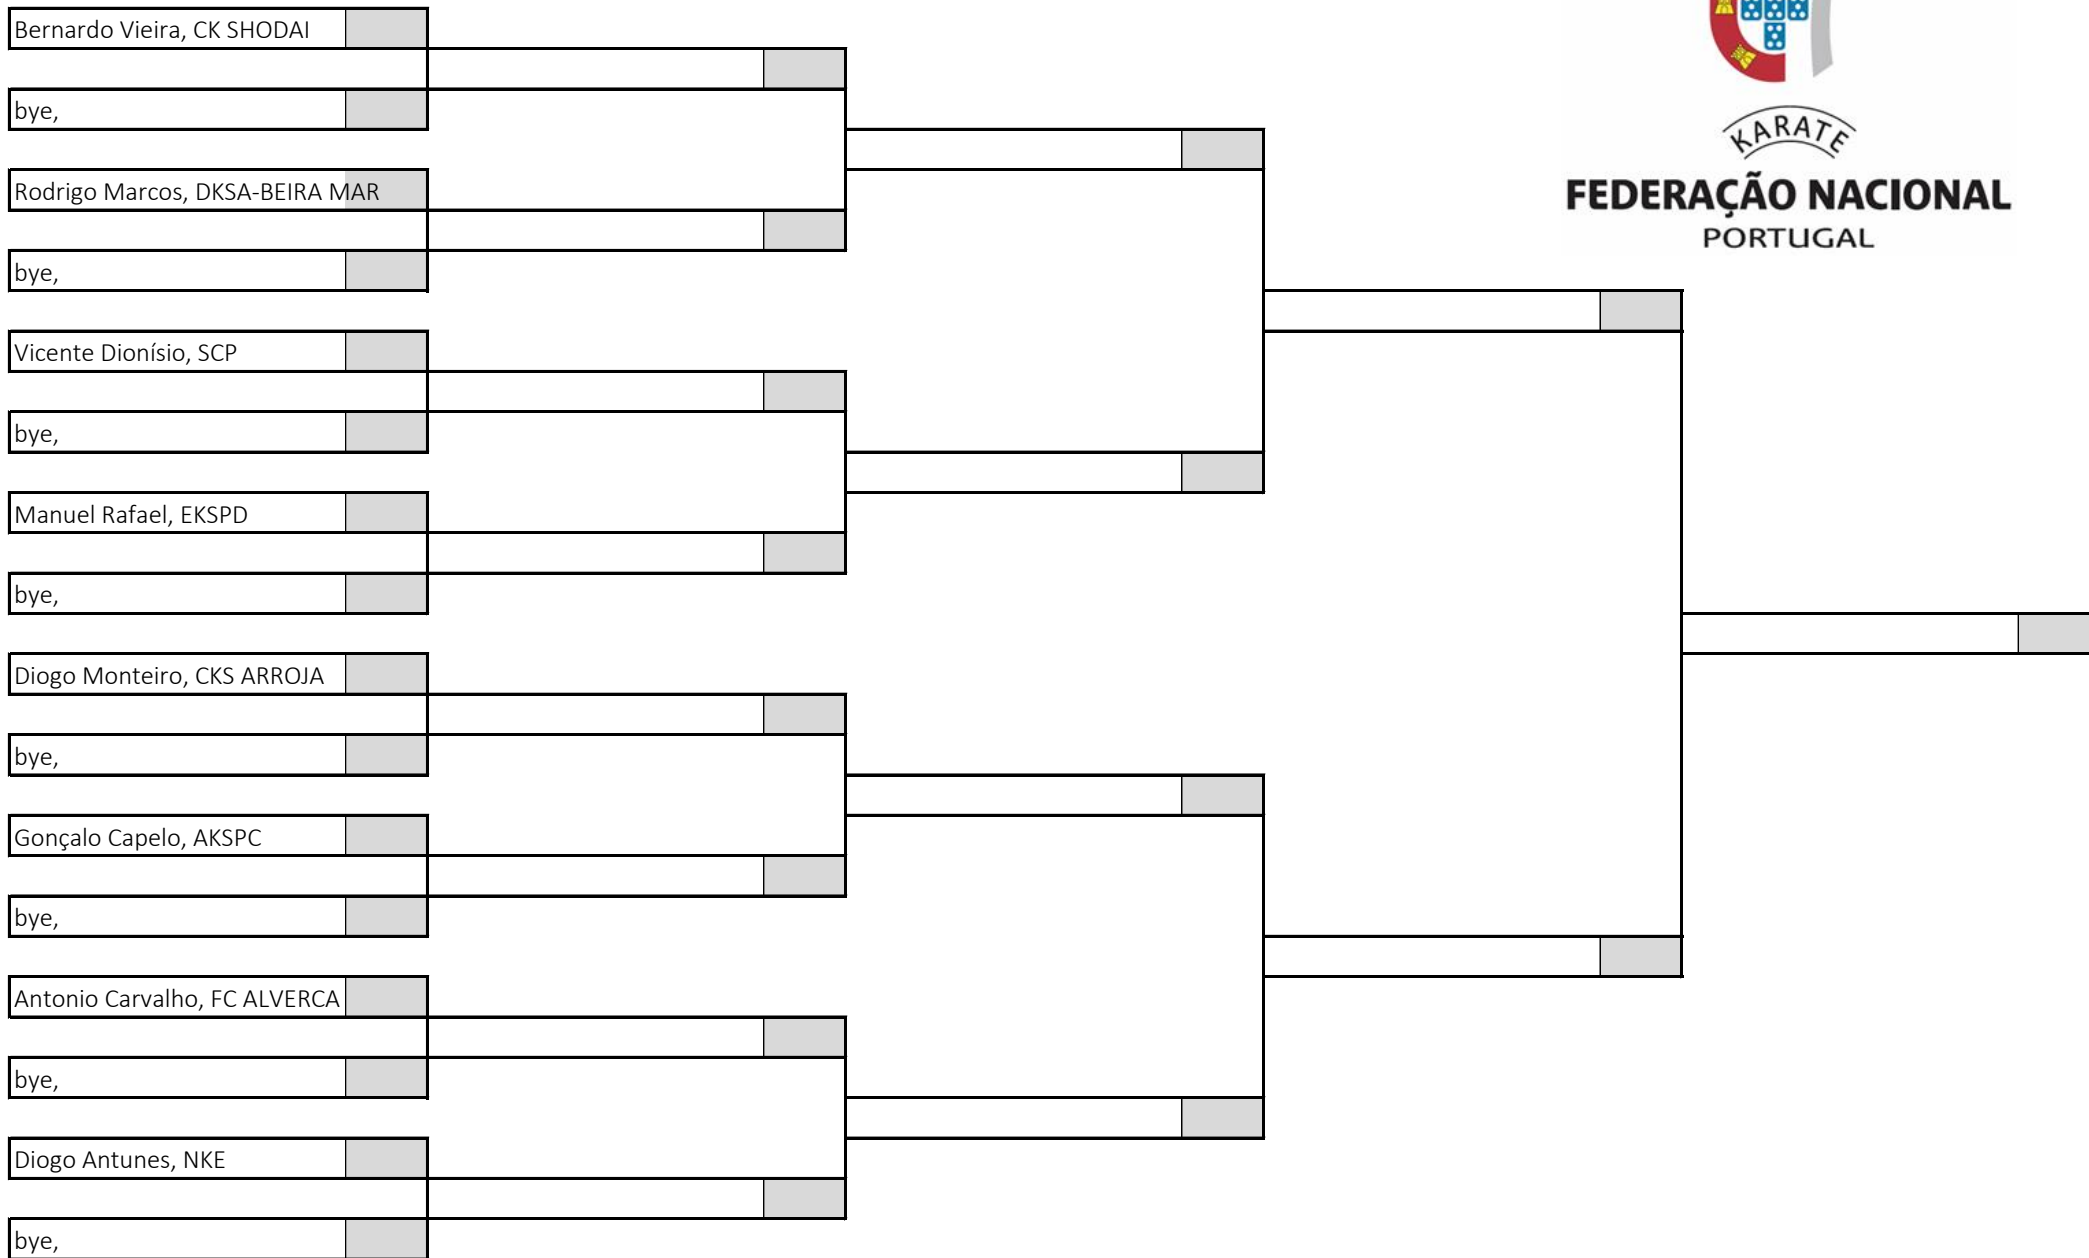 Bernardo Vieira, CK SHODAI
bye,
Rodrigo Marcos, DKSA-BEIRA MAR
bye,
Vicente Dionísio, SCP
bye,
Manuel Rafael, EKSPD
bye,
Diogo Monteiro, CKS ARROJA
bye,
Gonçalo Capelo, AKSPC
bye,
Antonio Carvalho, FC ALVERCA
bye,
Diogo Antunes, NKE
bye,
KARATE
FEDERAÇÃO NACIONAL
PORTUGAL